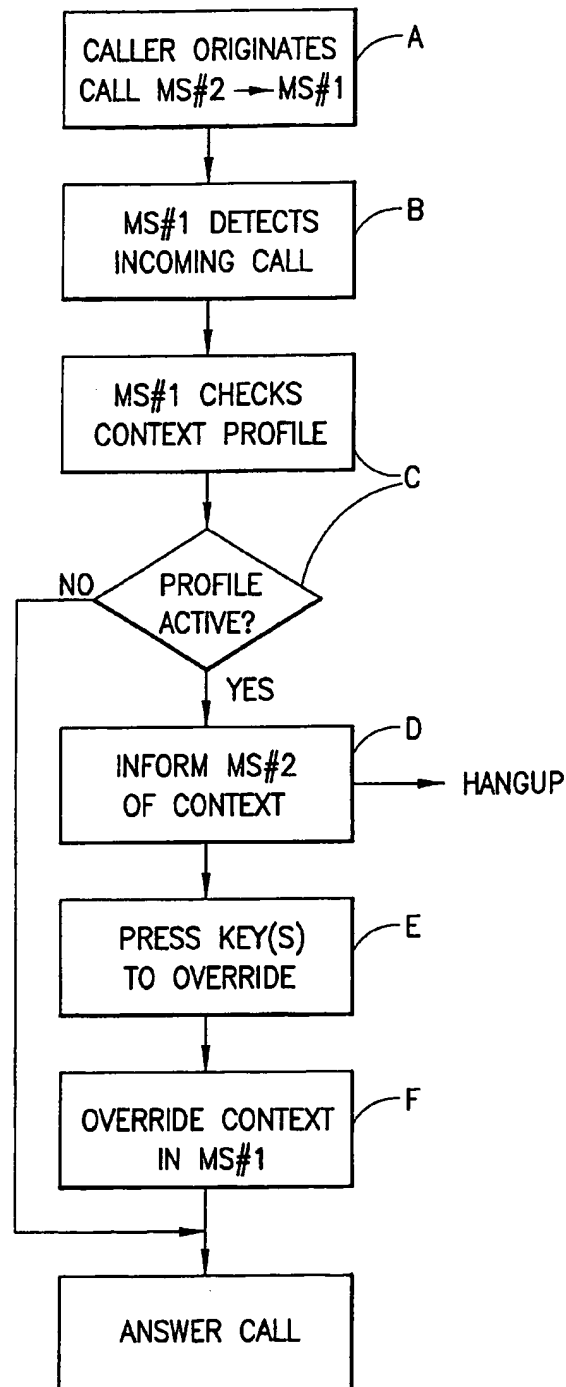 CALLER ORIGINATES
CALL MS#2 → MS#1
A
MS#1 DETECTS
INCOMING CALL
B
MS#1 CHECKS
CONTEXT PROFILE
C
NO
PROFILE
ACTIVE?
YES
INFORM MS#2
OF CONTEXT
D
HANGUP
PRESS KEY(S)
TO OVERRIDE
E
OVERRIDE CONTEXT
IN MS#1
F
ANSWER CALL